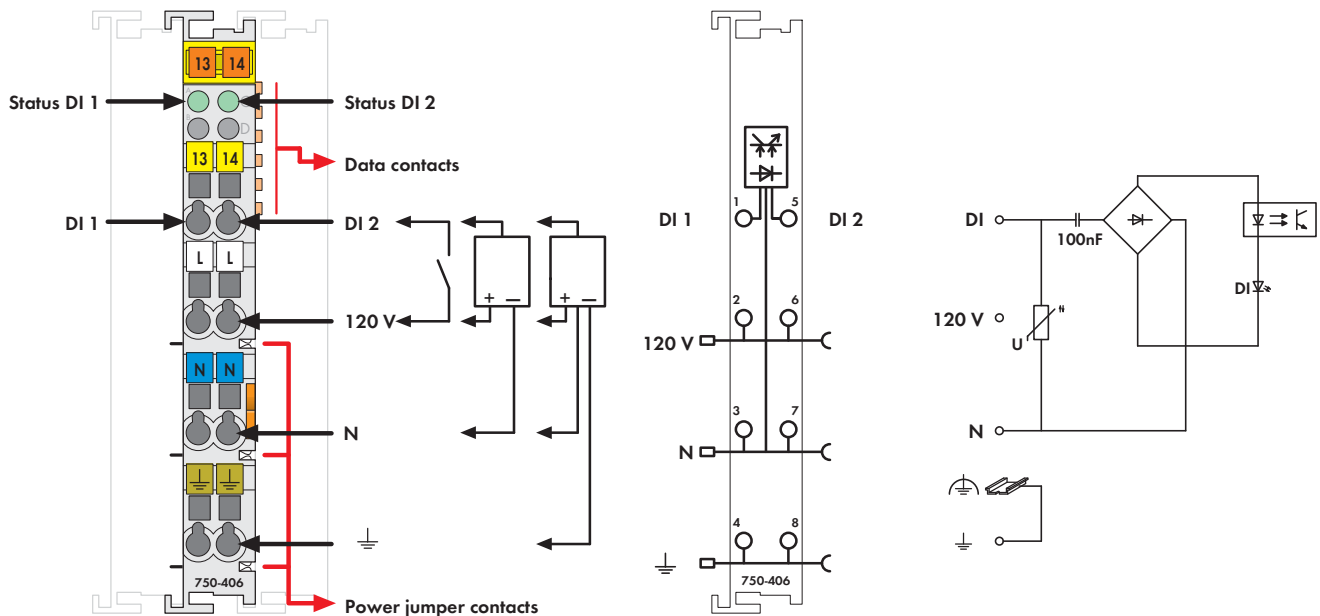 13 14
Status DI 1
Status DI 2
A C
B D
13 14
Data contacts
DI 1
DI 2
L L
+ − + −
120 V
N N
N
750-406
Power jumper contacts
1 5
DI 1
DI 2
2 6
120 V
3 7
N
4 8
750-406
DI
100nF
DI
120 V
U
N